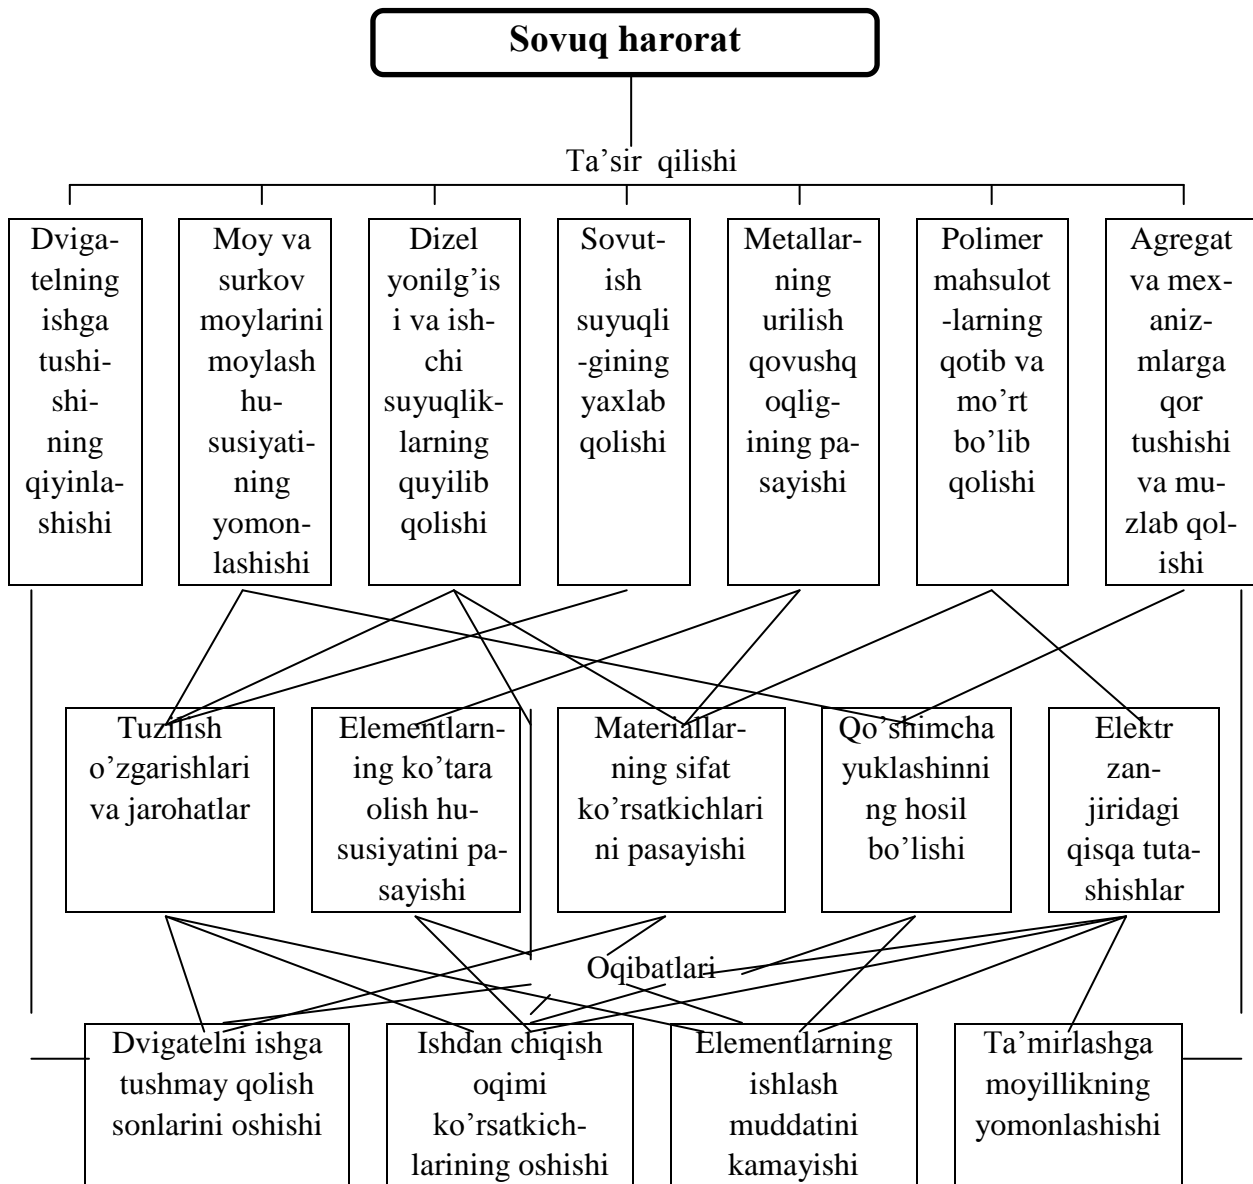 Sovuq harorat
Ta’sir qilishi
Dviga-
telning
ishga
tushi-
shi-
ning
qiyinla-
shishi
Moy va
surkov
moylarini
moylash
hu-
susiyati-
ning
yomon-
lashishi
Dizel
yonilg’is
i va ish-
chi
suyuqlik-
larning
quyilib
qolishi
Sovut-
ish
suyuqli
-gining
yaxlab
qolishi
Metallar-
ning
urilish
qovushq
oqlig-
ining pa-
sayishi
Polimer
mahsulot
-larning
qotib va
mo’rt
bo’lib
qolishi
Agregat
va mex-
aniz-
mlarga
qor
tushishi
va mu-
zlab qol-
ishi
Tuzilish
o’zgarishlari
va jarohatlar
Elementlarn-
ing ko’tara
olish hu-
susiyatini pa-
sayishi
Materiallar-
ning sifat
ko’rsatkichlari
ni pasayishi
Qo’shimcha
yuklashinni
ng hosil
bo’lishi
Elektr
zan-
jiridagi
qisqa tuta-
shishlar
Oqibatlari
Dvigatelni ishga
tushmay qolish
sonlarini oshishi
Ishdan chiqish
oqimi
ko’rsatkich-
larining oshishi
Elementlarning
ishlash
muddatini
kamayishi
Ta’mirlashga
moyillikning
yomonlashishi